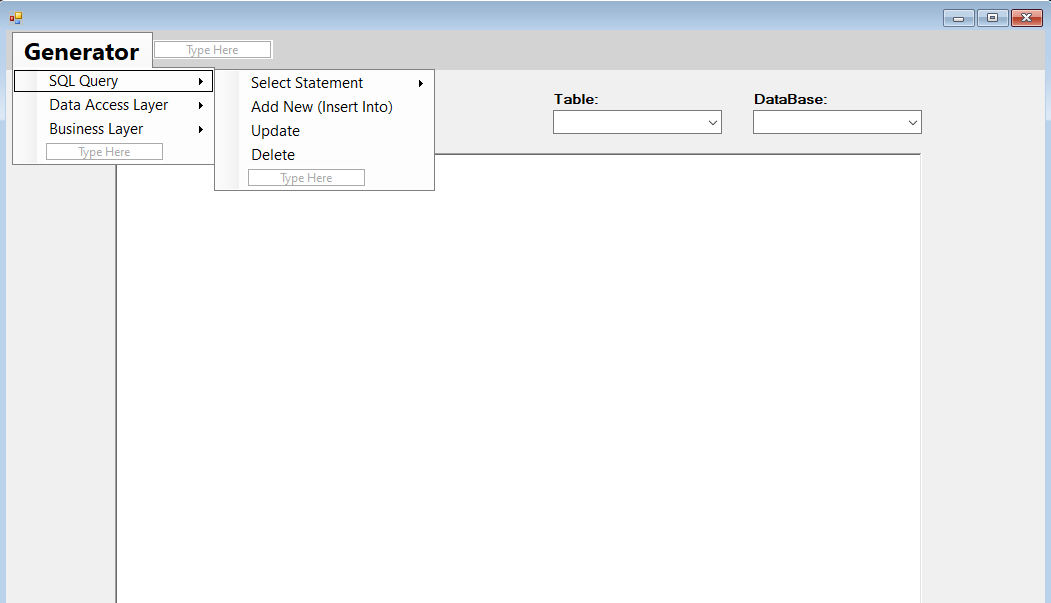 Generator
Type Here
SQL Query
Data Access Layer
Business Layer
Type Here
Select Statement
Add New (Insert Into)
Update
Delete
Type Here
Table:
DataBase: